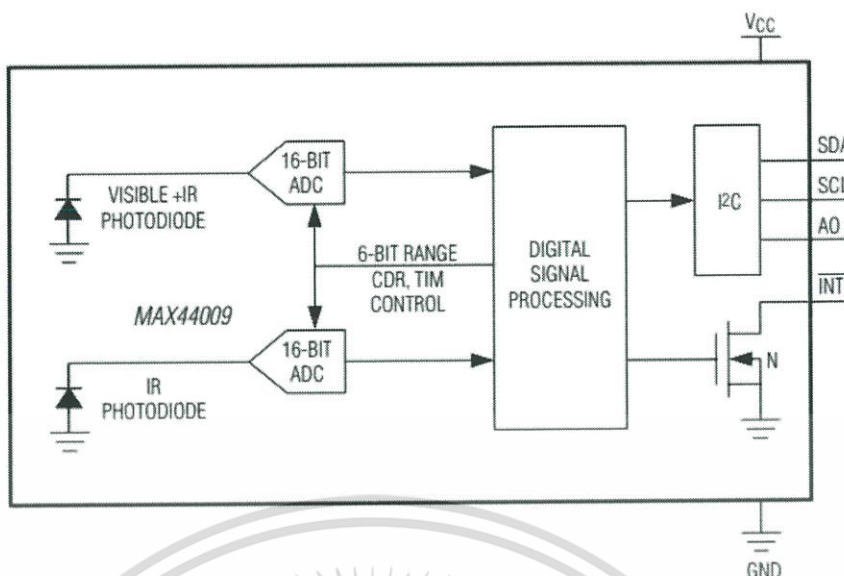 VCC
16-BIT
ADC
VISIBLE +IR
PHOTODIODE
6-BIT RANGE
CDR, TIM
CONTROL
MAX44009
16-BIT
ADC
IR
PHOTODIODE
DIGITAL
SIGNAL
PROCESSING
I2C
SDA
SCL
A0
INT
N
GND